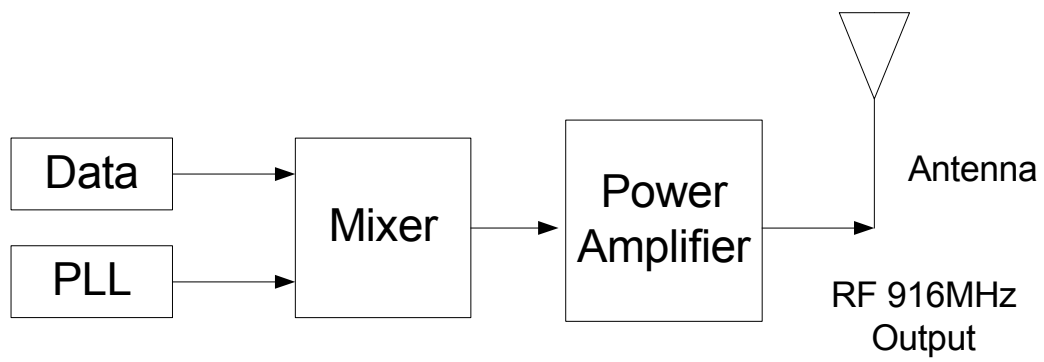 Data
PLL
Mixer
Power
Amplifier
Antenna
RF 916MHz
Output